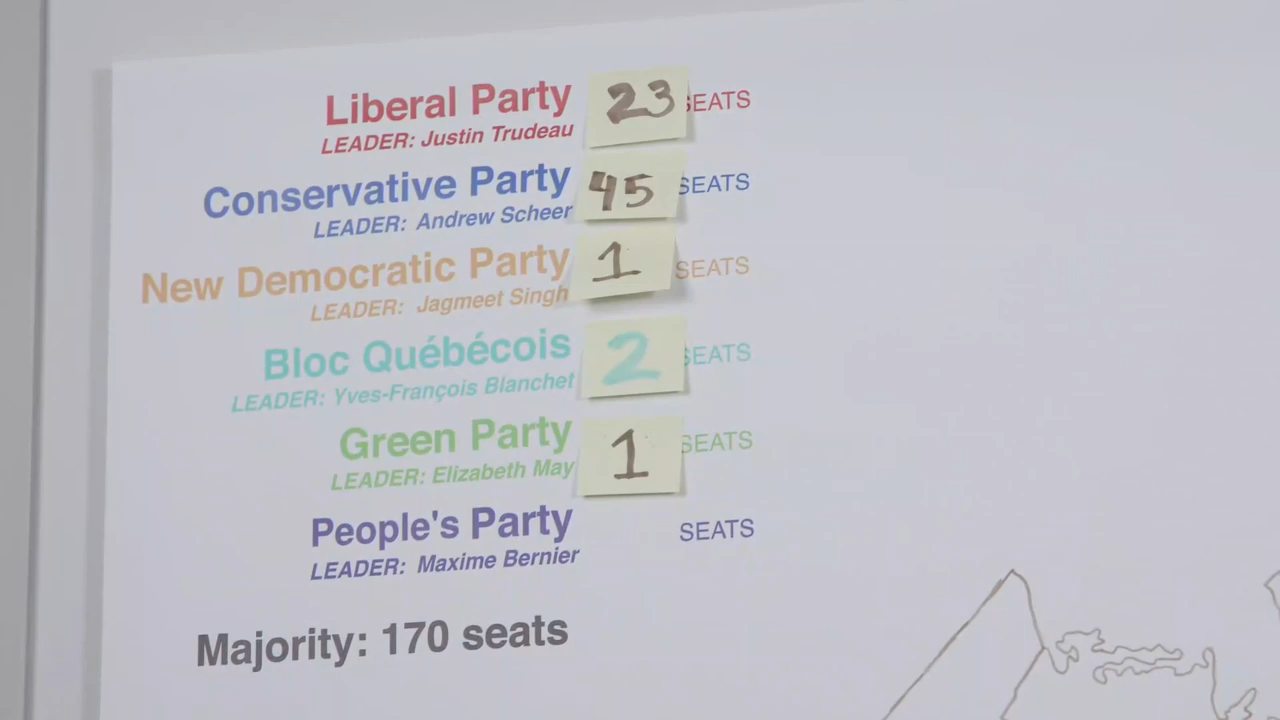 Liberal Party 23 SEATS
LEADER: Justin Trudeau
Conservative Party 45 SEATS
LEADER: Andrew Scheer
New Democratic Party 1 SEATS
LEADER: Jagmeet Singh
Bloc Québécois 2 SEATS
LEADER: Yves-François Blanchet
Green Party 1 SEATS
LEADER: Elizabeth May
People's Party SEATS
LEADER: Maxime Bernier
Majority: 170 seats